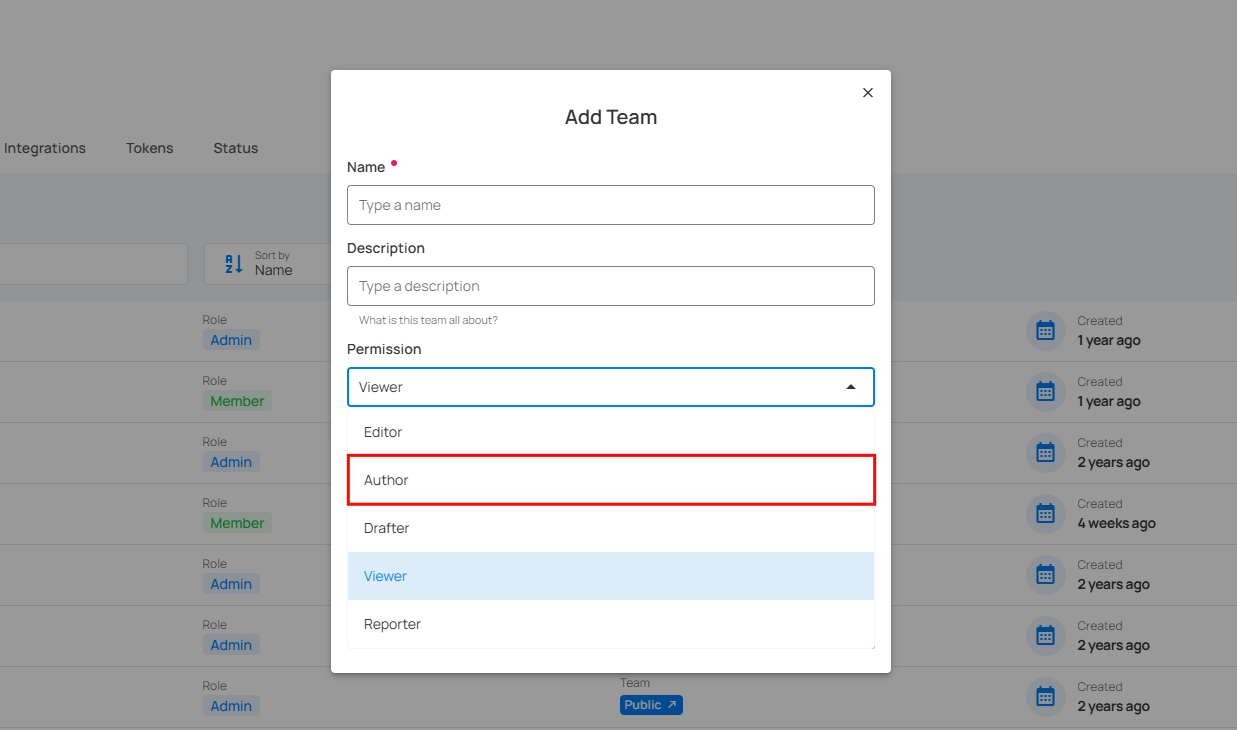 Add Team
Integrations Tokens Status
Name
Type a name
Description
Sort by
Name
Type a description
What is this team all about?
Permission
Viewer
Editor
Author
Drafter
Viewer
Reporter
Role
Admin
Created
1 year ago
Role
Member
Created
1 year ago
Role
Admin
Created
2 years ago
Role
Member
Created
4 weeks ago
Role
Admin
Created
2 years ago
Role
Admin
Created
2 years ago
Role
Admin
Team
Public
Created
2 years ago